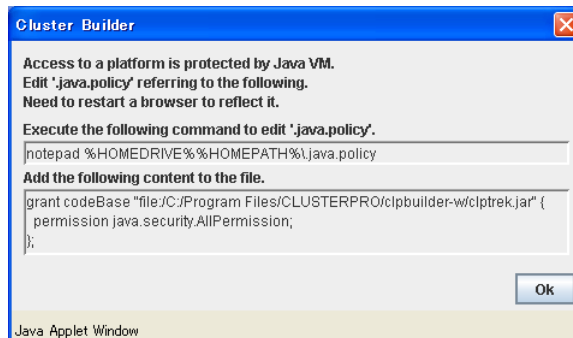 Cluster Builder
Access to a platform is protected by Java VM.
Edit '.java.policy' referring to the following.
Need to restart a browser to reflect it.
Execute the following command to edit '.java.policy'.
notepad %HOMEDRIVE%%HOMEPATH%\.java.policy
Add the following content to the file.
grant codeBase "file:/C:/Program Files/CLUSTERPRO/clpbuilder-w/clptrek.jar" {
  permission java.security.AllPermission;
};
Ok
Java Applet Window